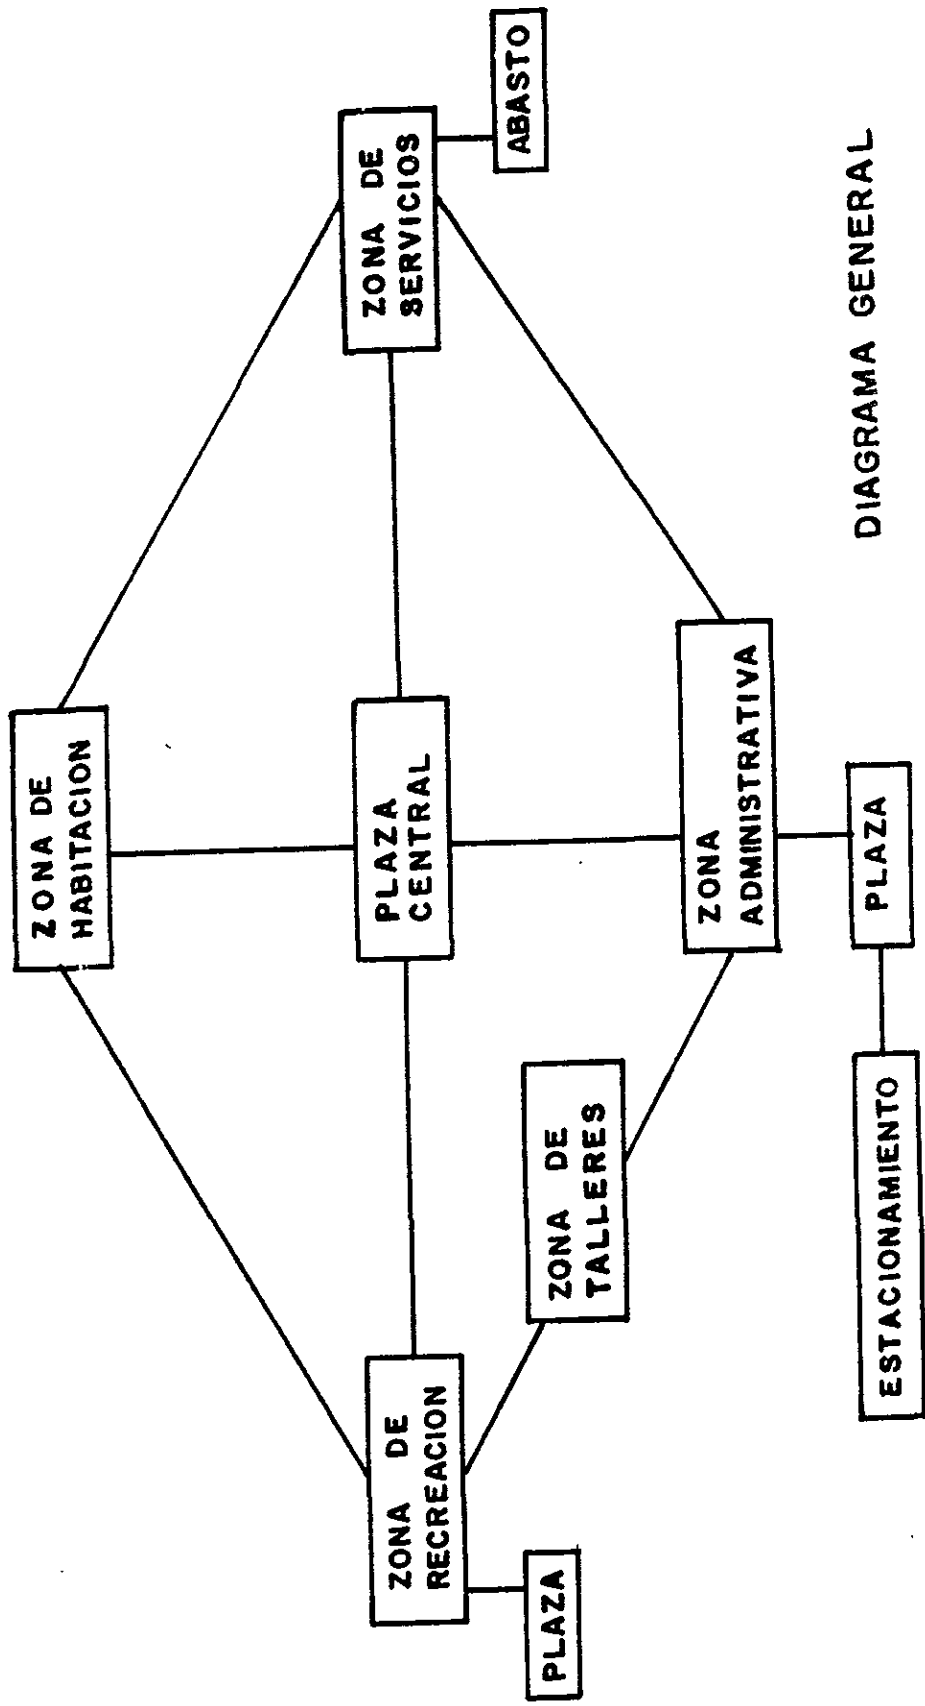 ZONA DE
HABITACION
ZONA DE
RECREACION
PLAZA
CENTRAL
ZONA DE
SERVICIOS
PLAZA
ZONA DE
TALLERES
ABASTO
ZONA
ADMINISTRATIVA
ESTACIONAMIENTO
PLAZA
DIAGRAMA GENERAL